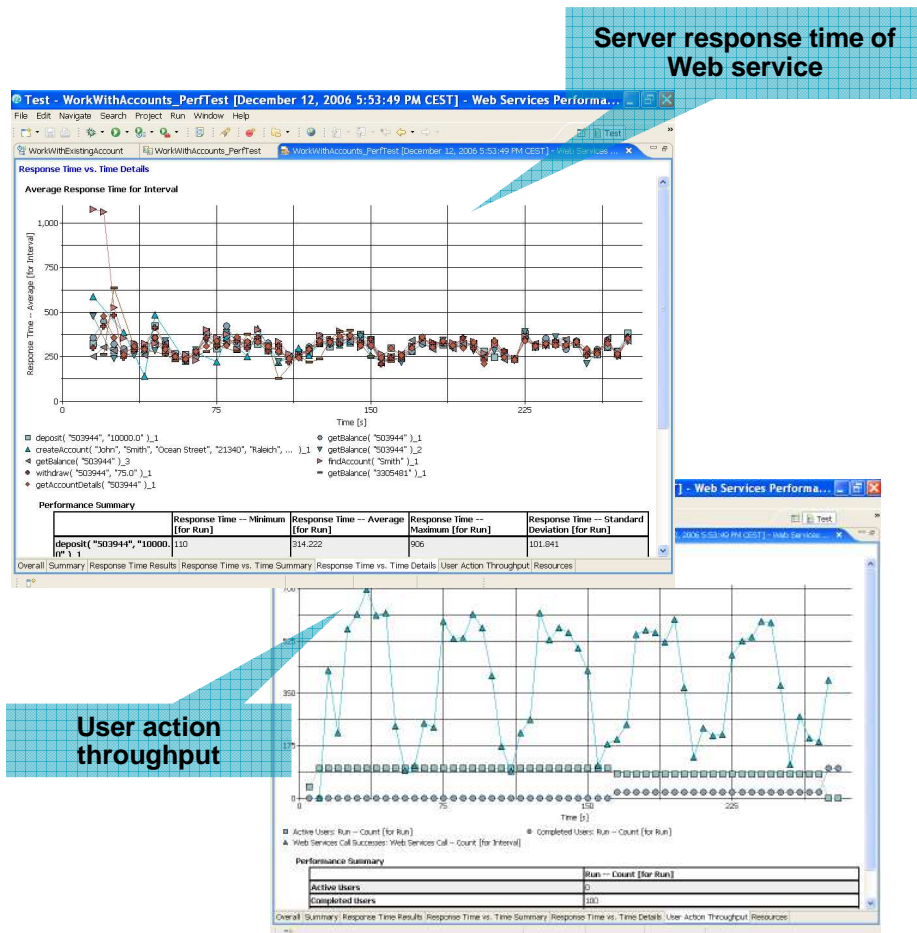 Server response time of
Web service
Test - WorkWithAccounts_PerfTest [December 12, 2006 5:53:49 PM CEST] - Web Services Performa...
File Edit Navigate Search Project Run Window Help
Test
WorkWithExistingAccount WorkWithAccounts_PerfTest WorkWithAccounts_PerfTest [December 12, 2006 5:53:49 PM CEST] - Web Services ...
Response Time vs. Time Details
Average Response Time for Interval
Response Time -- Average [for Interval]
1,000
750
500
250
0
0 75 150 225
Time [s]
deposit( "503944", "10000.0" )_1
createAccount( "John", "Smith", "Ocean Street", "21340", "Raleich", ... )_1
getBalance( "503944" )_3
withdraw( "503944", "75.0" )_1
getAccountDetails( "503944" )_1
getBalance( "503944" )_1
getBalance( "503944" )_2
findAccount( "Smith" )_1
getBalance( "3305481" )_1
Performance Summary
Response Time -- Minimum [for Run] Response Time -- Average [for Run] Response Time -- Maximum [for Run] Response Time -- Standard Deviation [for Run]
deposit( "503944", "10000.0" )_1 110 314.222 906 101.841
Overall Summary Response Time Results Response Time vs. Time Summary Response Time vs. Time Details User Action Throughput Resources
] - Web Services Performa...
Test
, 2006 5:53:49 PM CEST] - Web Services ...
User action
throughput
700
350
175
0
0 75 150 225
Time [s]
Active Users: Run -- Count [for Run]
Completed Users: Run -- Count [for Run]
Web Services Call Successes: Web Services Call -- Count [for Interval]
Performance Summary
Run -- Count [for Run]
Active Users 0
Completed Users 100
Overall Summary Response Time Results Response Time vs. Time Summary Response Time vs. Time Details User Action Throughput Resources